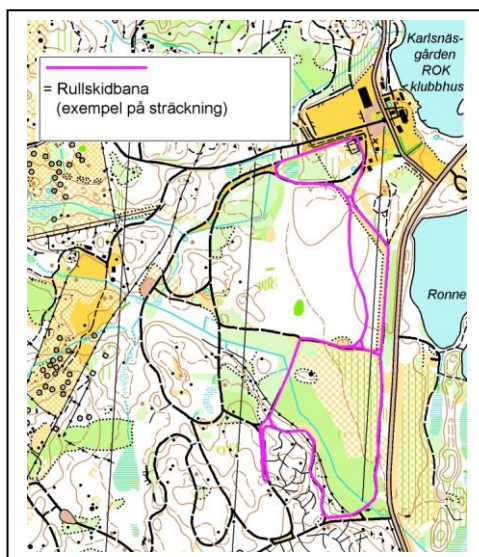 Karlsnäs-
gården
ROK
klubbhus
= Rullskidbana
(exempel på sträckning)
Ronne